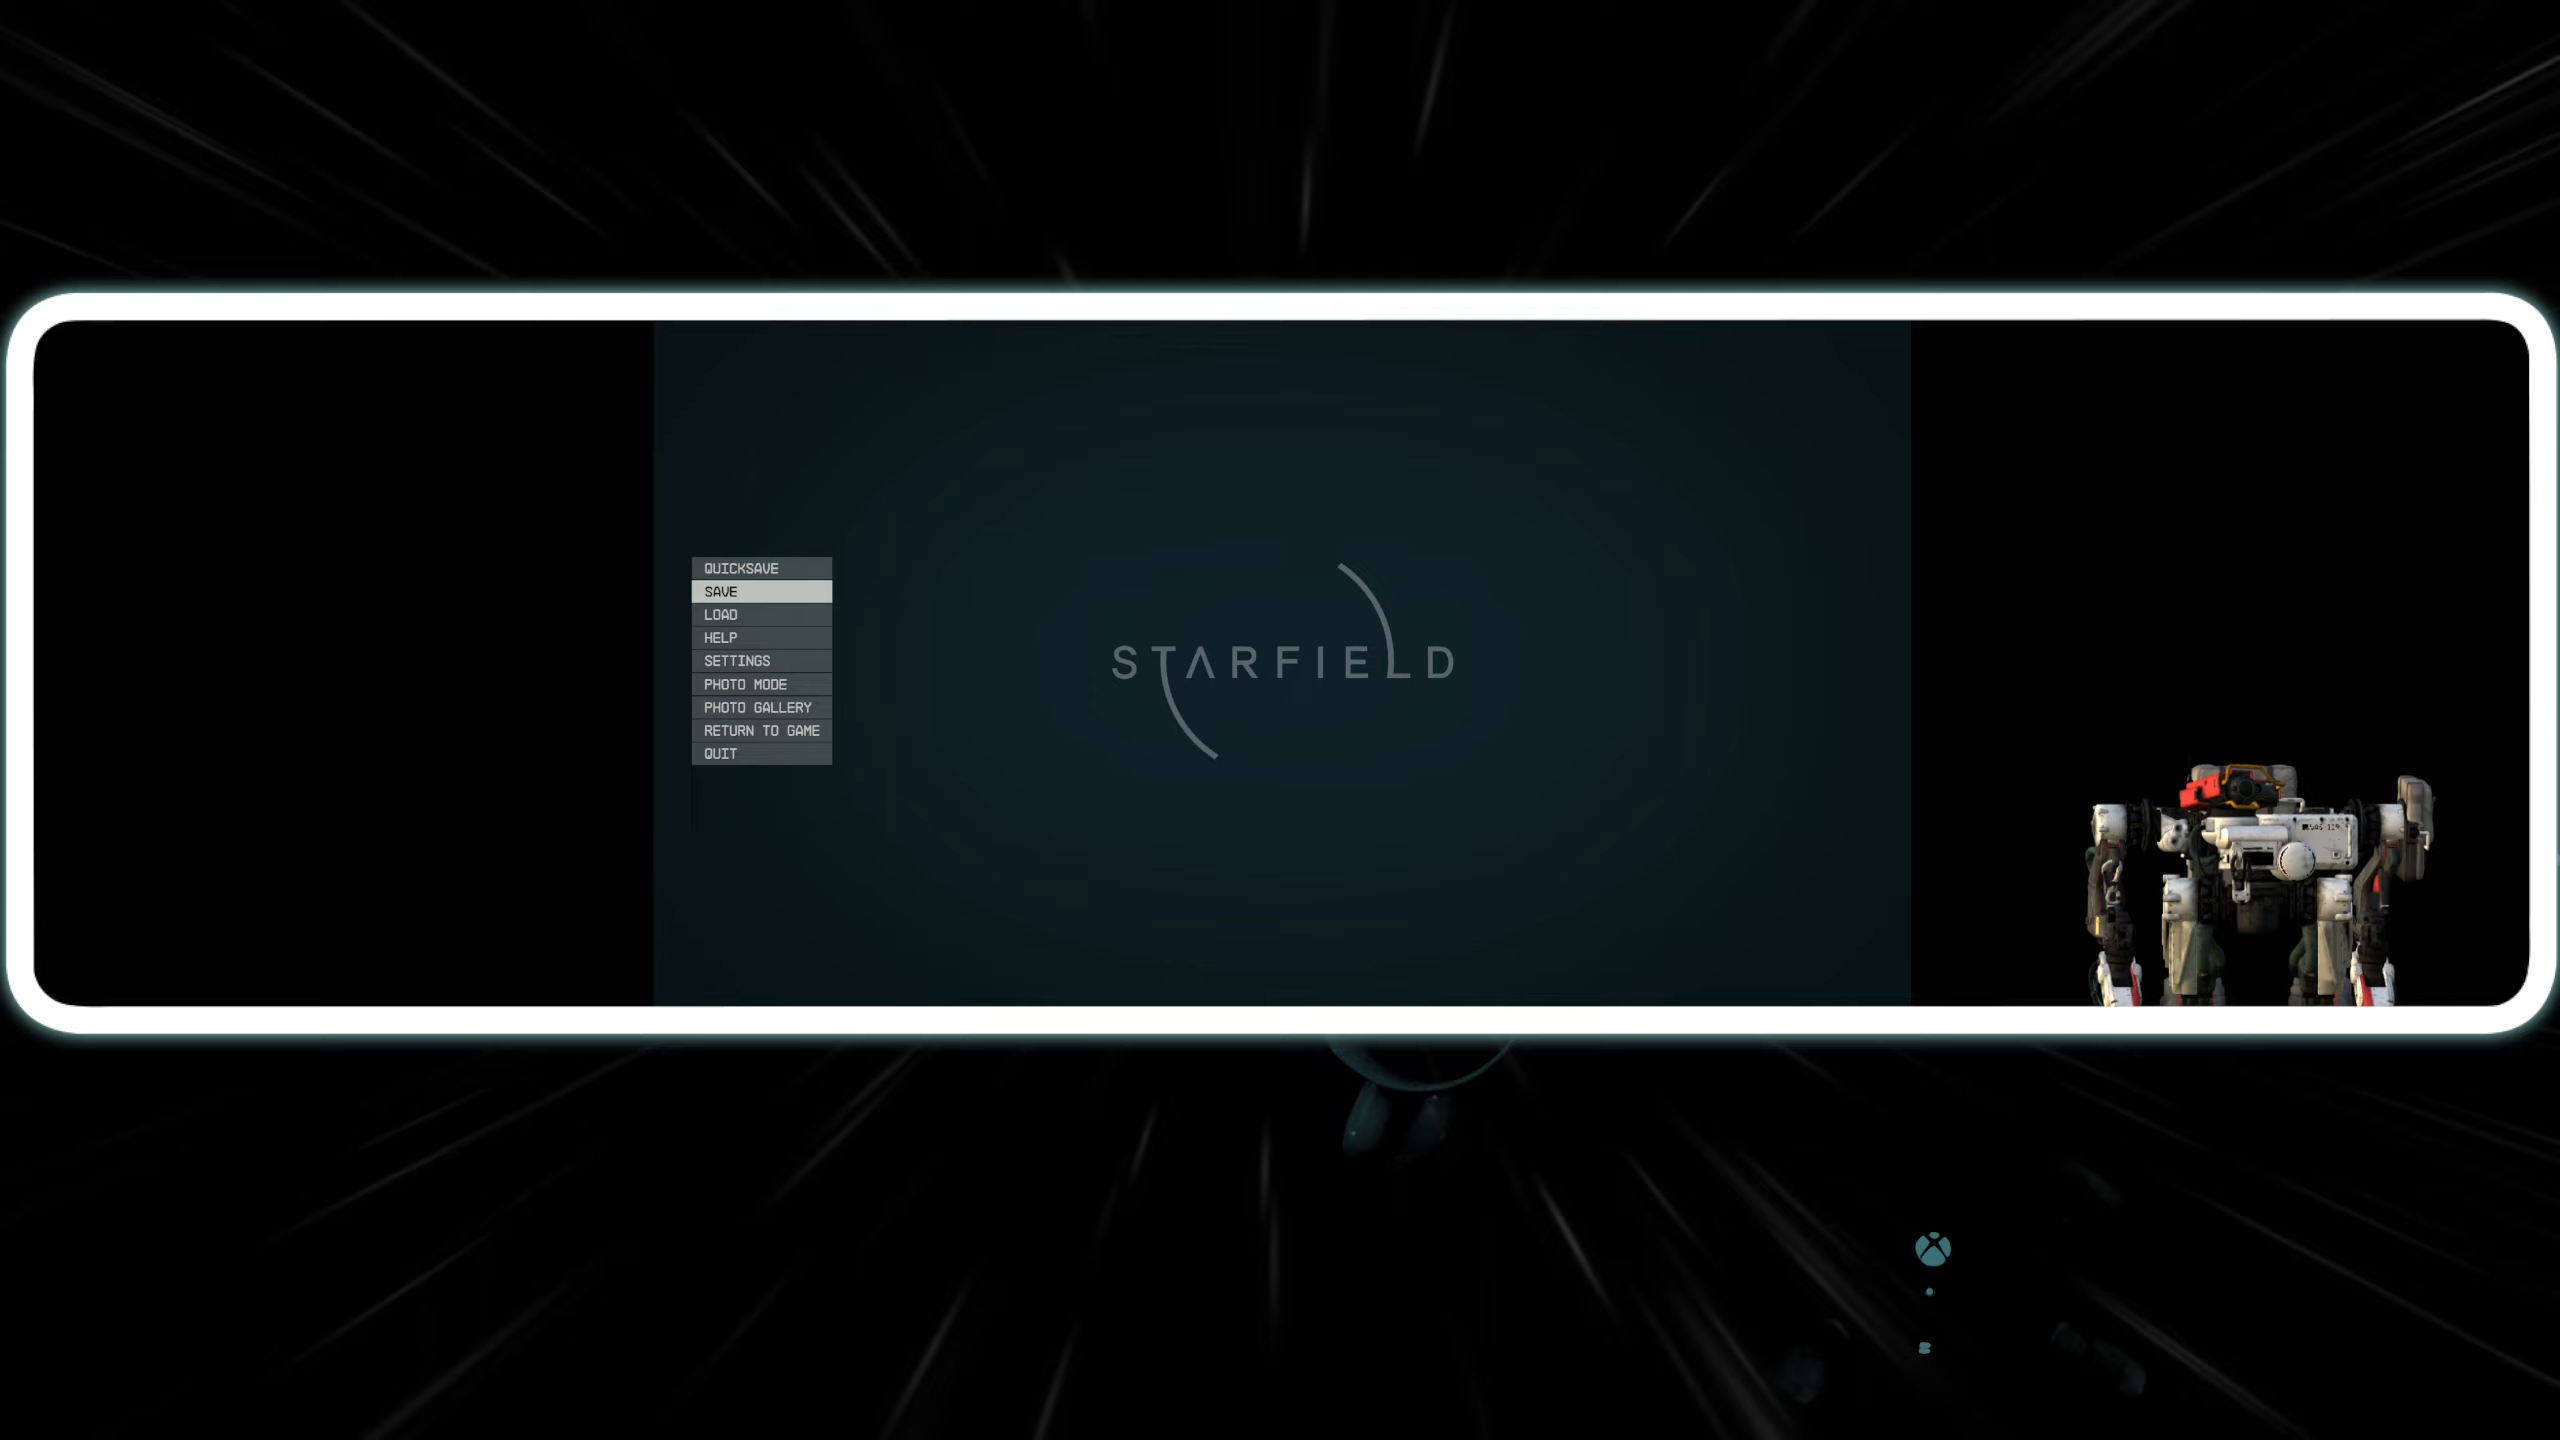 QUICKSAVE
SAVE
LOAD
HELP
SETTINGS
PHOTO MODE
PHOTO GALLERY
RETURN TO GAME
QUIT
STARFIELD